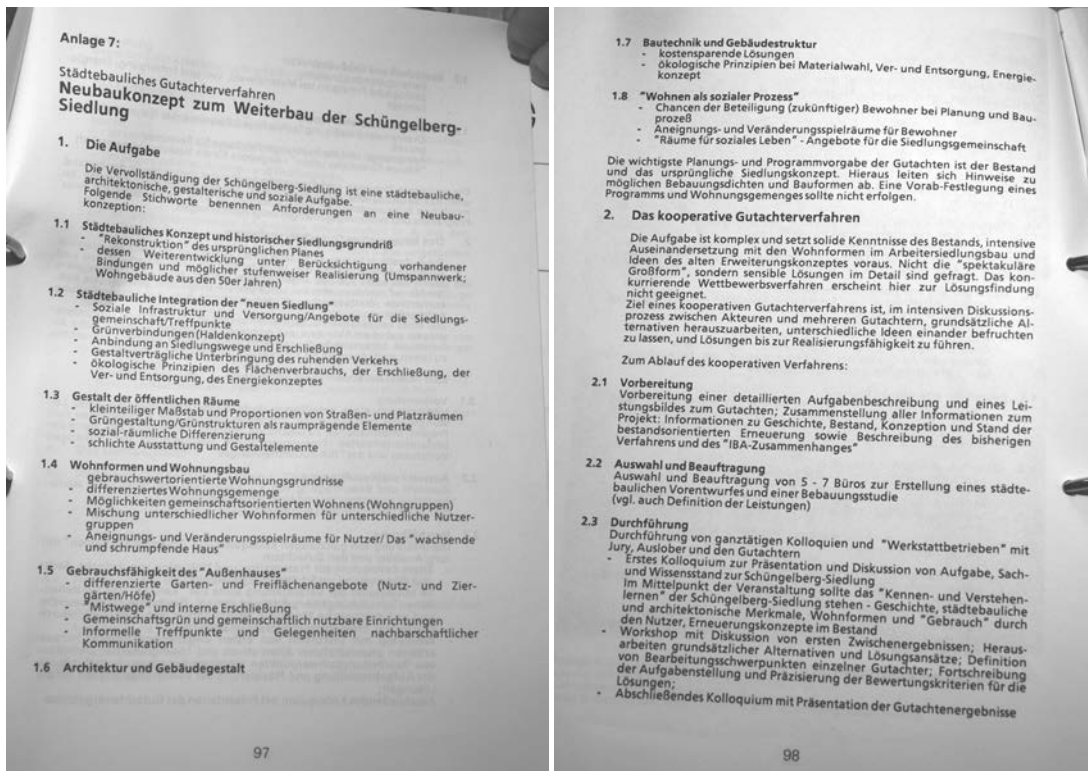 Anlage 7:
Städtebauliches Gutachterverfahren
Neubaukonzept zum Weiterbau der Schüngelberg-
Siedlung
1. Die Aufgabe
Die Vervollständigung der Schüngelberg-Siedlung ist eine städtebauliche,
architektonische, gestalterische und soziale Aufgabe.
Folgende Stichworte benennen Anforderungen an eine Neubau-
konzeption:
1.1 Städtebauliches Konzept und historischer Siedlungsgrundriß
- "Rekonstruktion" des ursprünglichen Planes
- dessen Weiterentwicklung unter Berücksichtigung vorhandener
Bindungen und möglicher stufenweiser Realisierung (Umspannwerk;
Wohngebäude aus den 50er Jahren)
1.2 Städtebauliche Integration der "neuen Siedlung"
- Soziale Infrastruktur und Versorgung/Angebote für die Siedlungs-
gemeinschaft/Treffpunkte
- Grünverbindungen (Haldenkonzept)
- Anbindung an Siedlungswege und Erschließung
- Gestaltverträgliche Unterbringung des ruhenden Verkehrs
- ökologische Prinzipien des Flächenverbrauchs, der Erschließung, der
Ver- und Entsorgung, des Energiekonzeptes
1.3 Gestalt der öffentlichen Räume
- kleinteiliger Maßstab und Proportionen von Straßen- und Platzräumen
- Grüngestaltung/Grünstrukturen als raumprägende Elemente
- sozial-räumliche Differenzierung
- schlichte Ausstattung und Gestaltelemente
1.4 Wohnformen und Wohnungsbau
- gebrauchswertorientierte Wohnungsgrundrisse
- differenziertes Wohnungsgemenge
- Möglichkeiten gemeinschaftsorientierten Wohnens (Wohngruppen)
- Mischung unterschiedlicher Wohnformen für unterschiedliche Nutzer-
gruppen
- Aneignungs- und Veränderungsspielräume für Nutzer/ Das "wachsende
und schrumpfende Haus"
1.5 Gebrauchsfähigkeit des "Außenhauses"
- differenzierte Garten- und Freiflächenangebote (Nutz- und Zier-
gärten/Höfe)
- "Mistwege" und interne Erschließung
- Gemeinschaftsgrün und gemeinschaftlich nutzbare Einrichtungen
- Informelle Treffpunkte und Gelegenheiten nachbarschaftlicher
Kommunikation
1.6 Architektur und Gebäudegestalt
97
1.7 Bautechnik und Gebäudestruktur
- kostensparende Lösungen
- ökologische Prinzipien bei Materialwahl, Ver- und Entsorgung, Energie-
konzept
1.8 "Wohnen als sozialer Prozess"
- Chancen der Beteiligung (zukünftiger) Bewohner bei Planung und Bau-
prozeß
- Aneignungs- und Veränderungsspielräume für Bewohner
- "Räume für soziales Leben" - Angebote für die Siedlungsgemeinschaft
Die wichtigste Planungs- und Programmvorgabe der Gutachten ist der Bestand
und das ursprüngliche Siedlungskonzept. Hieraus leiten sich Hinweise zu
möglichen Bebauungsdichten und Bauformen ab. Eine Vorab-Festlegung eines
Programms und Wohnungsgemenges sollte nicht erfolgen.
2. Das kooperative Gutachterverfahren
Die Aufgabe ist komplex und setzt solide Kenntnisse des Bestands, intensive
Auseinandersetzung mit den Wohnformen im Arbeitersiedlungsbau und
Ideen des alten Erweiterungskonzeptes voraus. Nicht die "spektakuläre
Großform", sondern sensible Lösungen im Detail sind gefragt. Das kon-
kurrierende Wettbewerbsverfahren erscheint hier zur Lösungsfindung
nicht geeignet.
Ziel eines kooperativen Gutachterverfahrens ist, im intensiven Diskussions-
prozess zwischen Akteuren und mehreren Gutachtern, grundsätzliche Al-
ternativen herauszuarbeiten, unterschiedliche Ideen einander befruchten
zu lassen, und Lösungen bis zur Realisierungsfähigkeit zu führen.
Zum Ablauf des kooperativen Verfahrens:
2.1 Vorbereitung
Vorbereitung einer detaillierten Aufgabenbeschreibung und eines Lei-
stungsbildes zum Gutachten; Zusammenstellung aller Informationen zum
Projekt: Informationen zu Geschichte, Bestand, Konzeption und Stand der
bestandsorientierten Erneuerung sowie Beschreibung des bisherigen
Verfahrens und des "IBA-Zusammenhanges"
2.2 Auswahl und Beauftragung
Auswahl und Beauftragung von 5 - 7 Büros zur Erstellung eines städte-
baulichen Vorentwurfes und einer Bebauungsstudie
(vgl. auch Definition der Leistungen)
2.3 Durchführung
Durchführung von ganztätigen Kolloquien und "Werkstattbetrieben" mit
Jury, Auslober und den Gutachtern
- Erstes Kolloquium zur Präsentation und Diskussion von Aufgabe, Sach-
und Wissensstand zur Schüngelberg-Siedlung
Im Mittelpunkt der Veranstaltung sollte das "Kennen- und Verstehen-
lernen" der Schüngelberg-Siedlung stehen - Geschichte, städtebauliche
und architektonische Merkmale, Wohnformen und "Gebrauch" durch
den Nutzer, Erneuerungskonzepte im Bestand
- Workshop mit Diskussion von ersten Zwischenergebnissen; Heraus-
arbeiten grundsätzlicher Alternativen und Lösungsansätze; Definition
von Bearbeitungsschwerpunkten einzelner Gutachter; Fortschreibung
der Aufgabenstellung und Präzisierung der Bewertungskriterien für die
Lösungen;
- Abschließendes Kolloquium mit Präsentation der Gutachtenergebnisse
98